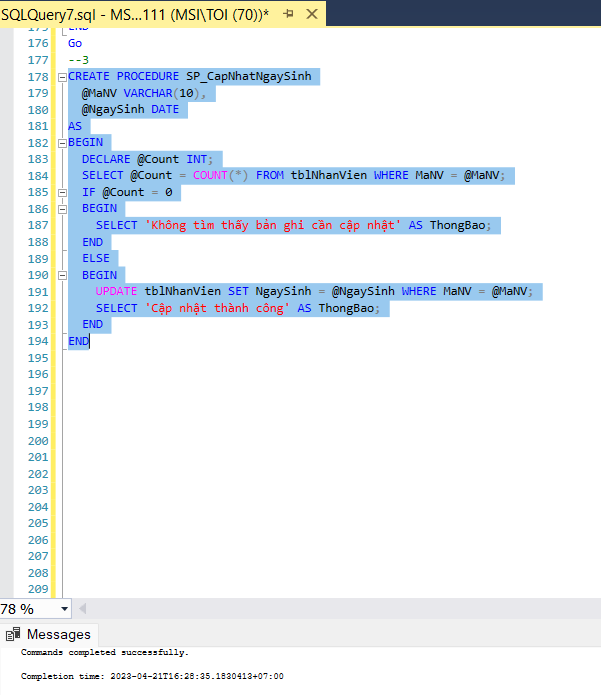 SQLQuery7.sql - MS...111 (MSI\TOI (70))*
175 END
176 Go
177 --3
178 CREATE PROCEDURE SP_CapNhatNgaySinh
179 @MaNV VARCHAR(10),
180 @NgaySinh DATE
181 AS
182 BEGIN
183 DECLARE @Count INT;
184 SELECT @Count = COUNT(*) FROM tblNhanVien WHERE MaNV = @MaNV;
185 IF @Count = 0
186 BEGIN
187 SELECT 'Không tìm thấy bản ghi cần cập nhật' AS ThongBao;
188 END
189 ELSE
190 BEGIN
191 UPDATE tblNhanVien SET NgaySinh = @NgaySinh WHERE MaNV = @MaNV;
192 SELECT 'Cập nhật thành công' AS ThongBao;
193 END
194 END
195
196
197
198
199
200
201
202
203
204
205
206
207
208
209
78 %
Messages
Commands completed successfully.
Completion time: 2023-04-21T16:28:35.1830413+07:00